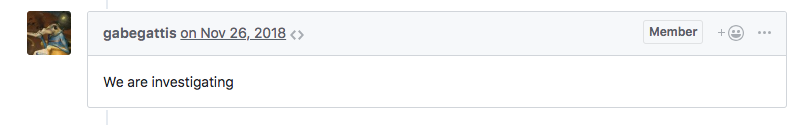 gabegattis on Nov 26, 2018 <> Member + ...
We are investigating